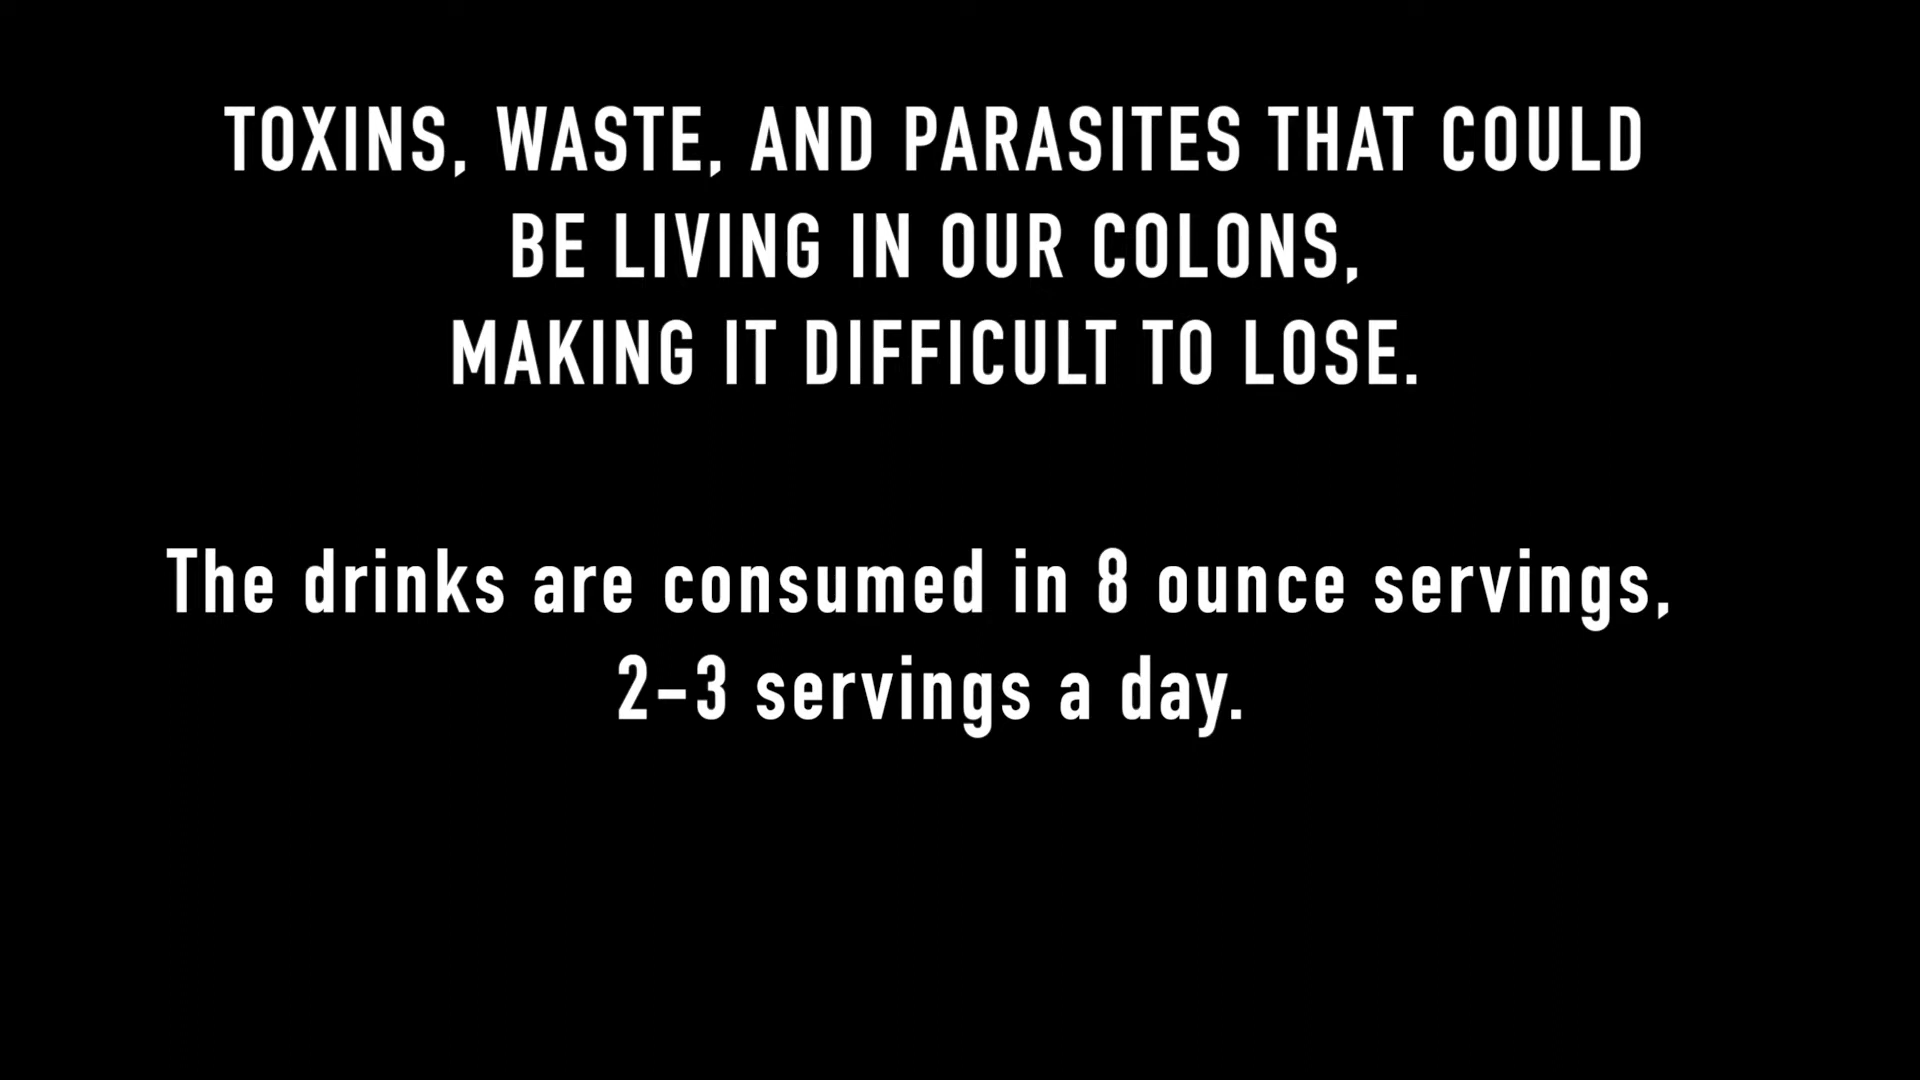 TOXINS, WASTE, AND PARASITES THAT COULD
BE LIVING IN OUR COLONS,
MAKING IT DIFFICULT TO LOSE.
The drinks are consumed in 8 ounce servings,
2-3 servings a day.